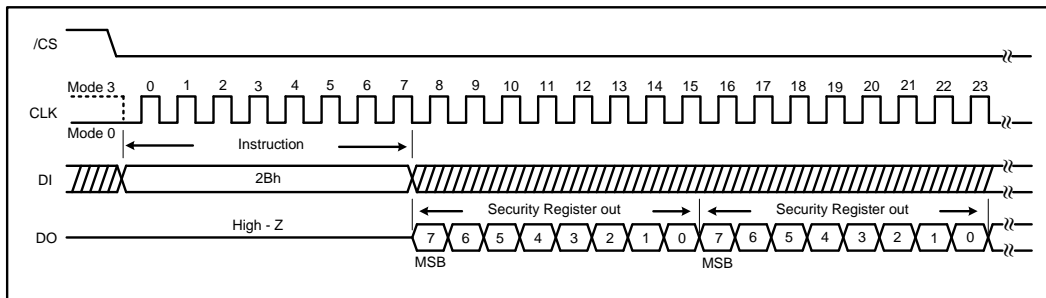 /CS
Mode 3 0 1 2 3 4 5 6 7 8 9 10 11 12 13 14 15 16 17 18 19 20 21 22 23
CLK
Mode 0
Instruction
DI 2Bh
Security Register out Security Register out
DO High - Z 7 6 5 4 3 2 1 0 7 6 5 4 3 2 1 0
MSB MSB